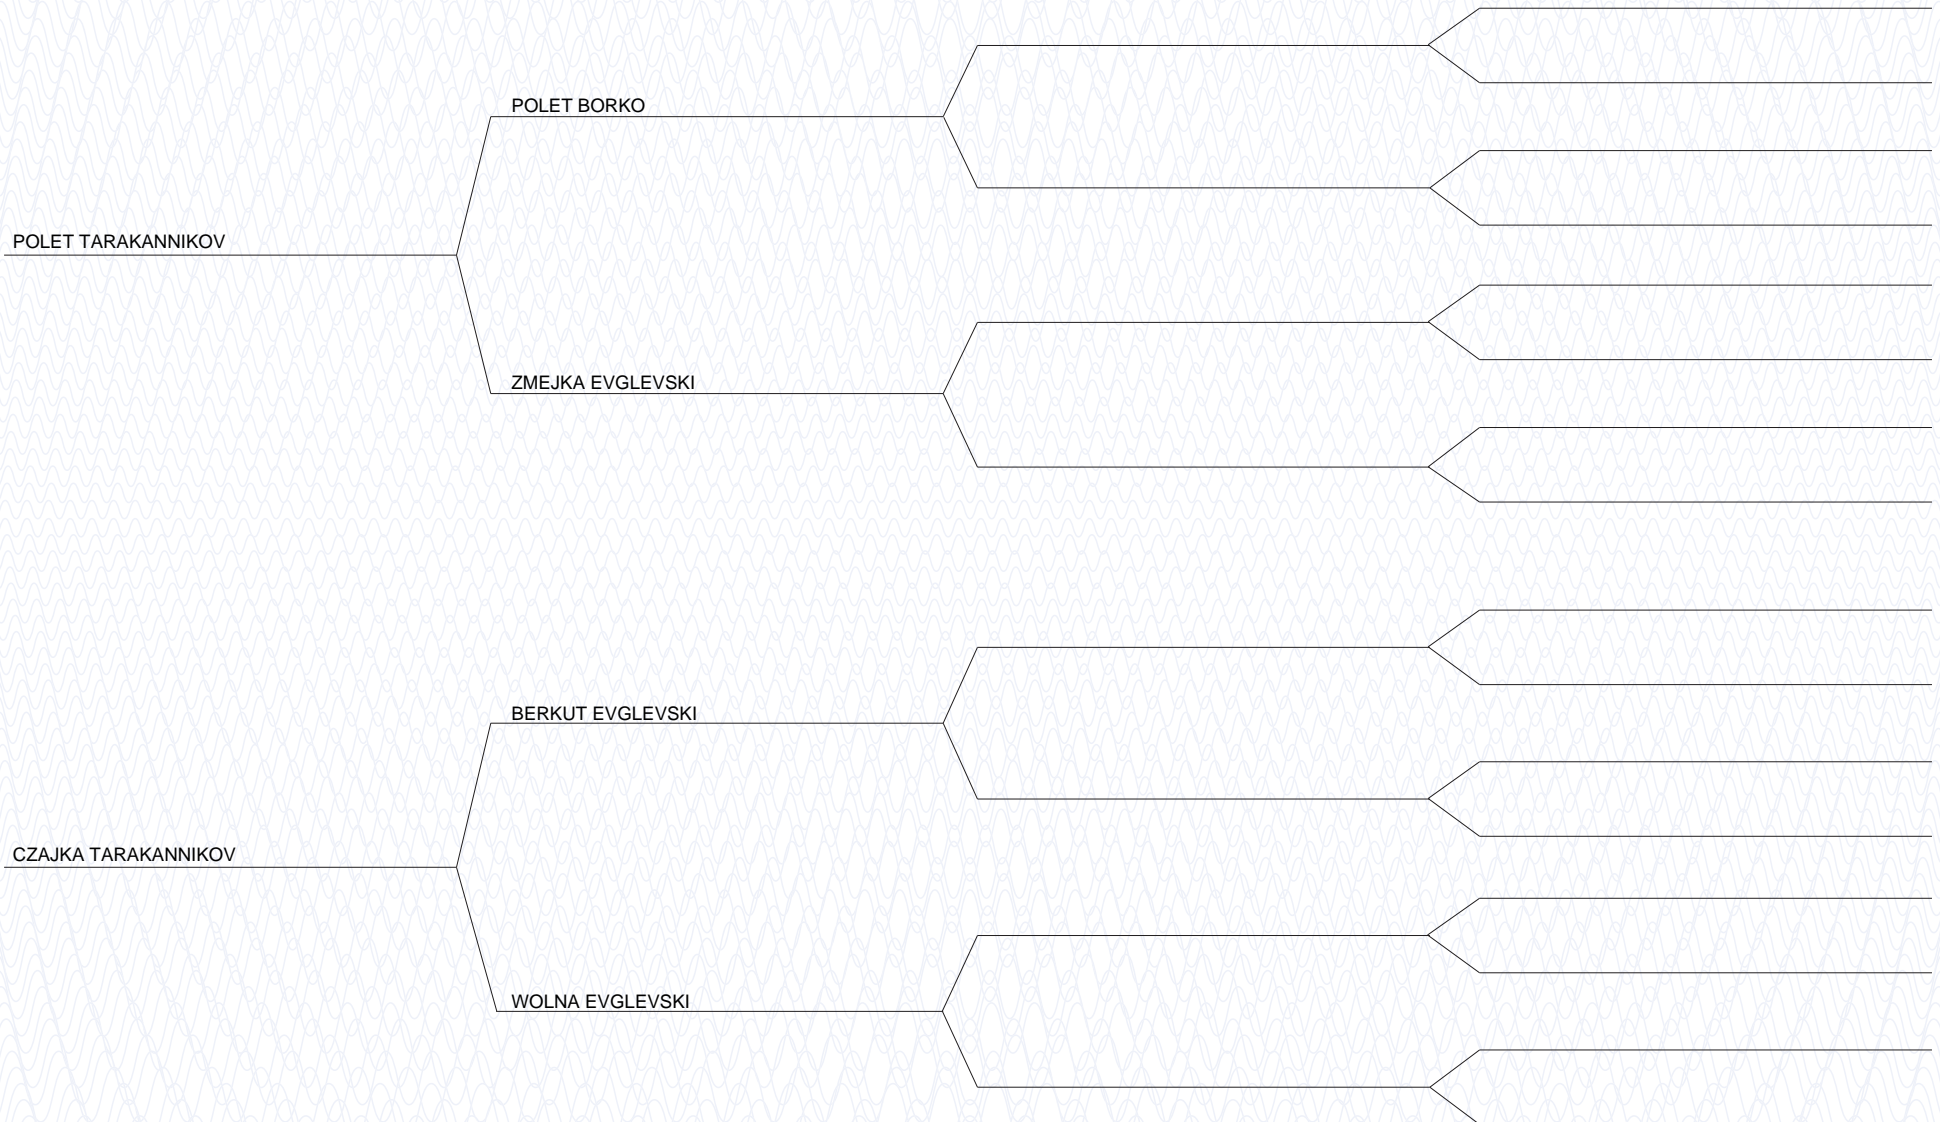 POLET BORKO
POLET TARAKANNIKOV
ZMEJKA EVGLEVSKI
BERKUT EVGLEVSKI
CZAJKA TARAKANNIKOV
WOLNA EVGLEVSKI